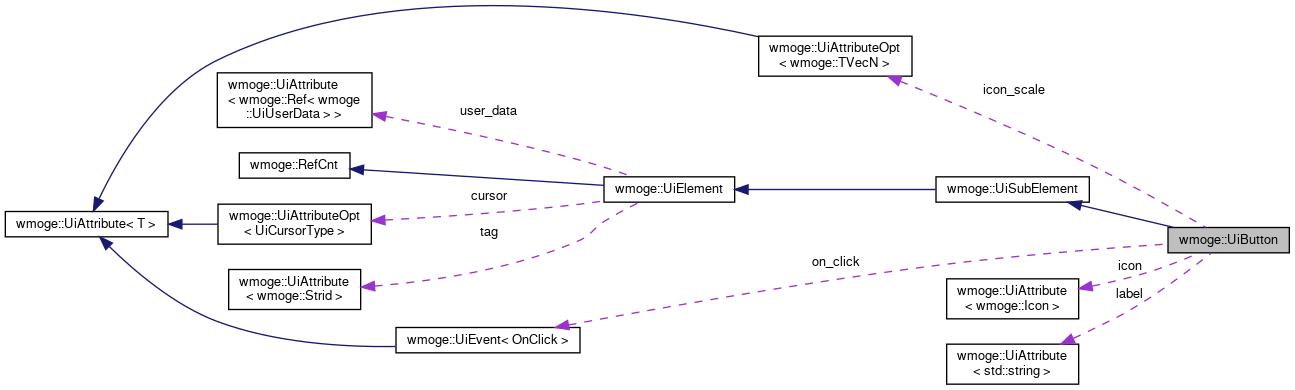 wmoge::UiAttributeOpt
< wmoge::TVecN >
icon_scale
wmoge::UiAttribute
< wmoge::Ref< wmoge
::UiUserData > >
user_data
wmoge::RefCnt
wmoge::UiElement
wmoge::UiSubElement
cursor
wmoge::UiAttribute< T >
wmoge::UiAttributeOpt
< UiCursorType >
tag
wmoge::UiButton
on_click
icon
wmoge::UiAttribute
< wmoge::Strid >
wmoge::UiAttribute
< wmoge::Icon >
label
wmoge::UiEvent< OnClick >
wmoge::UiAttribute
< std::string >